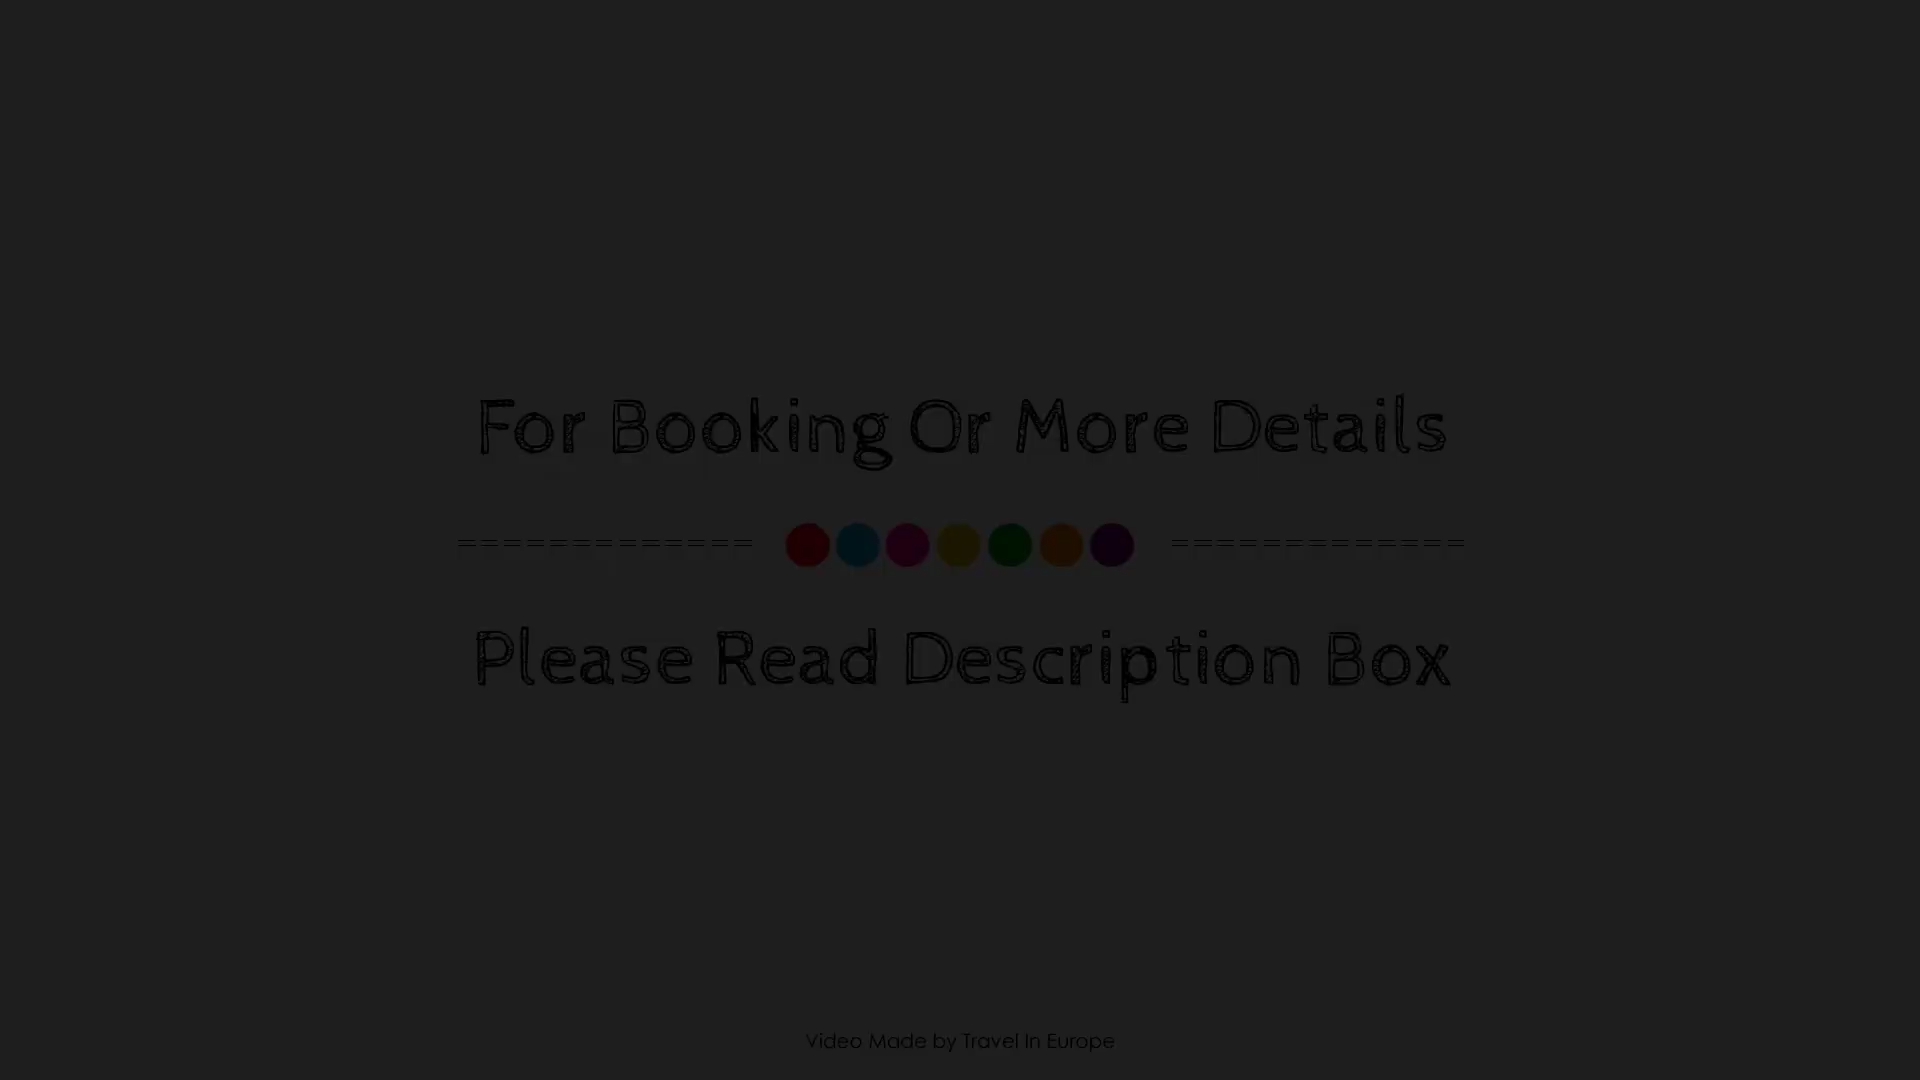 For Booking Or More Details
============= =============
Please Read Description Box
Video Made by Travel In Europe